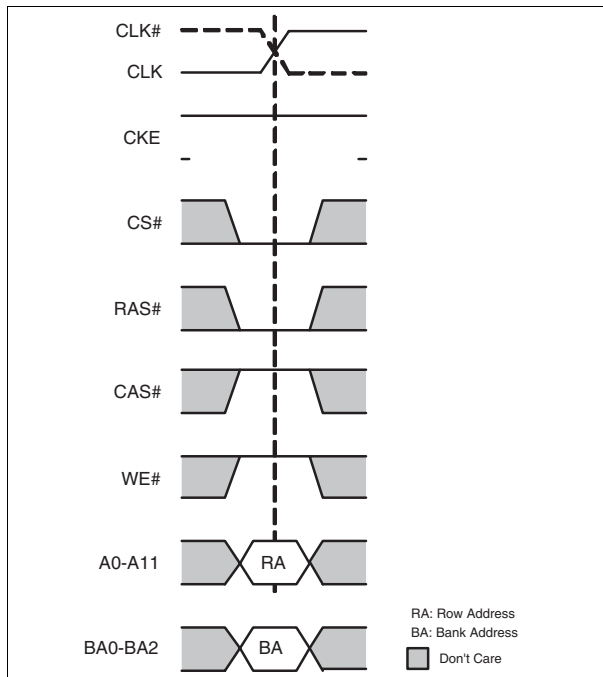 CLK#
CLK
CKE
CS#
RAS#
CAS#
WE#
A0-A11
RA
BA0-BA2
BA
RA: Row Address
BA: Bank Address
Don't Care